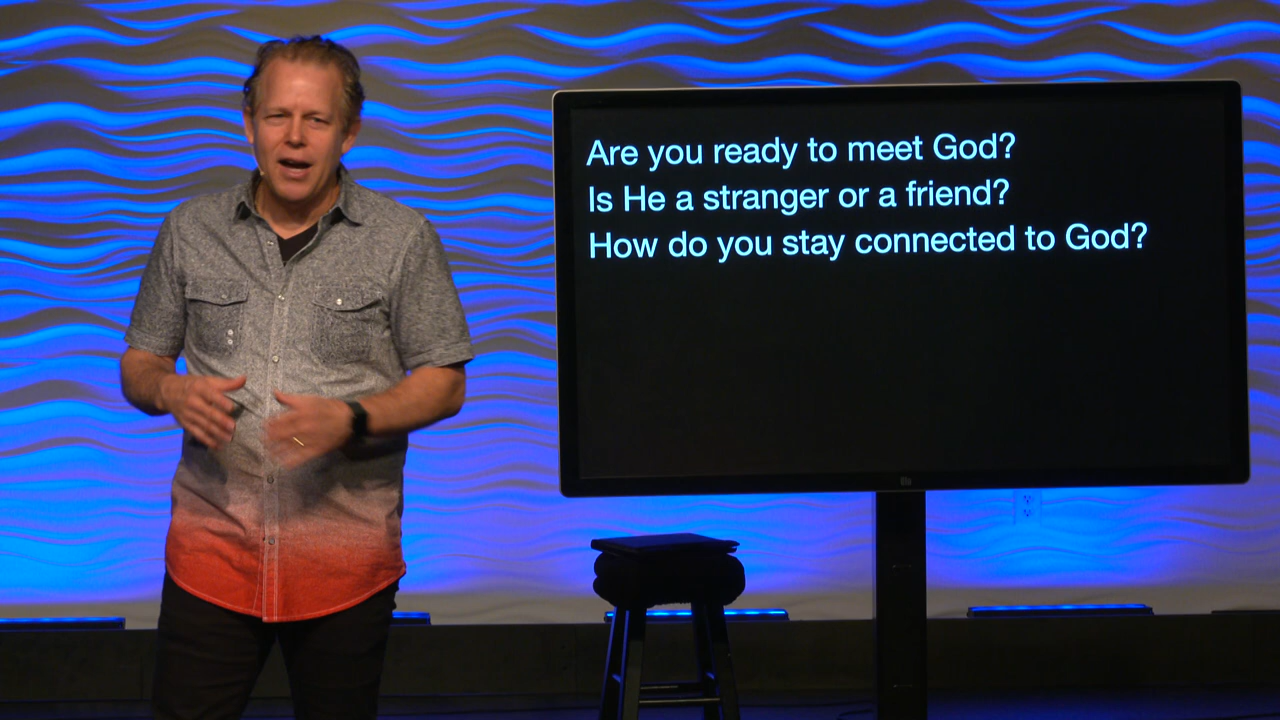 Are you ready to meet God?
Is He a stranger or a friend?
How do you stay connected to God?